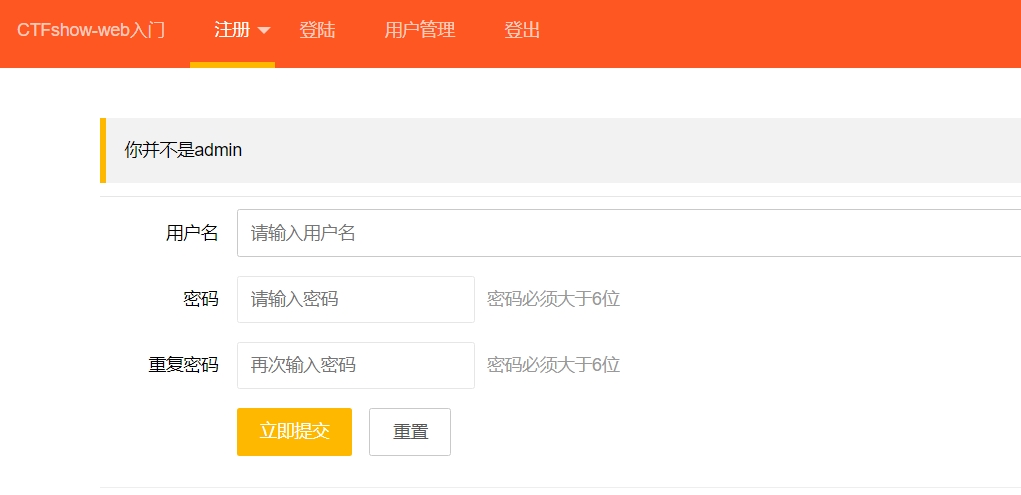 CTFshow-web入门 注册 登陆 用户管理 登出
你并不是admin
用户名 请输入用户名
密码 请输入密码 密码必须大于6位
重复密码 再次输入密码 密码必须大于6位
立即提交 重置